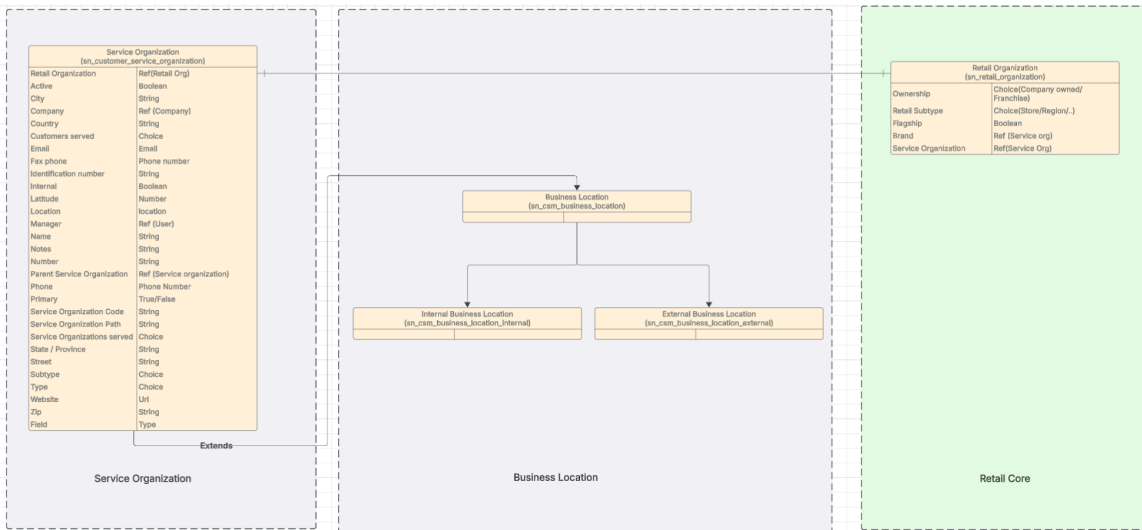 Service Organization
(sn_customer_service_organization)
Retail Organization Ref(Retail Org)
Active Boolean
City String
Company Ref (Company)
Country String
Customers served Choice
Email Email
Fax phone Phone number
Identification number String
Internal Boolean
Latitude Number
Location location
Manager Ref (User)
Name String
Notes String
Number String
Parent Service Organization Ref (Service organization)
Phone Phone Number
Primary True/False
Service Organization Code String
Service Organization Path String
Service Organizations served Choice
State / Province String
Street String
Subtype Choice
Type Choice
Website Url
Zip String
Field Type
Extends
Service Organization
Business Location
(sn_csm_business_location)
Internal Business Location
(sn_csm_business_location_internal)
External Business Location
(sn_csm_business_location_external)
Business Location
Retail Organization
(sn_retail_organization)
Ownership Choice(Company owned/
Franchise)
Retail Subtype Choice(Store/Region/..)
Flagship Boolean
Brand Ref (Service org)
Service Organization Ref(Service Org)
Retail Core